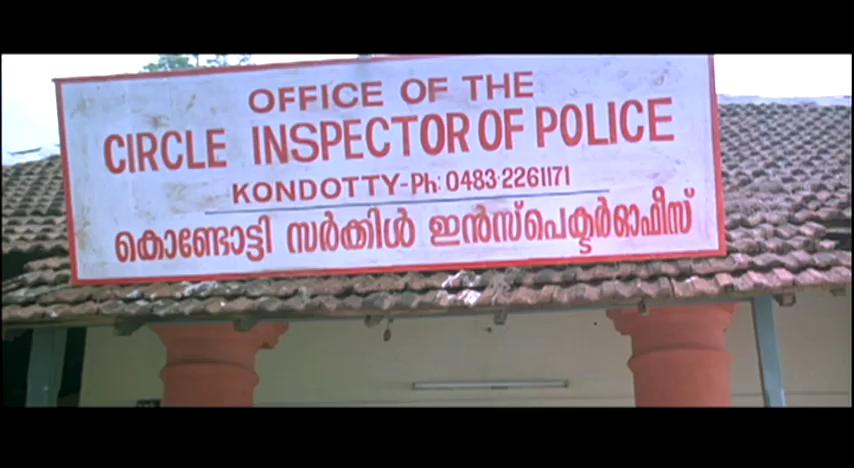 OFFICE OF THE
CIRCLE INSPECTOR OF POLICE
KONDOTTY-Ph: 0483-2261171
കൊണ്ടോട്ടി സർക്കിൾ ഇൻസ്പെക്ടർഓഫീസ്